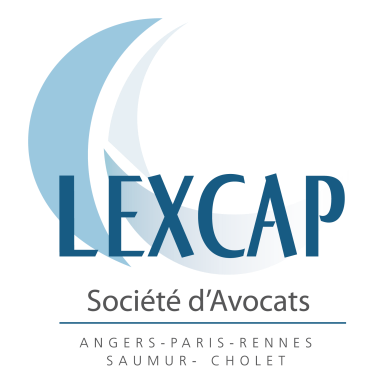 LEXCAP
Société d'Avocats
ANGERS-PARIS-RENNES
SAUMUR- CHOLET